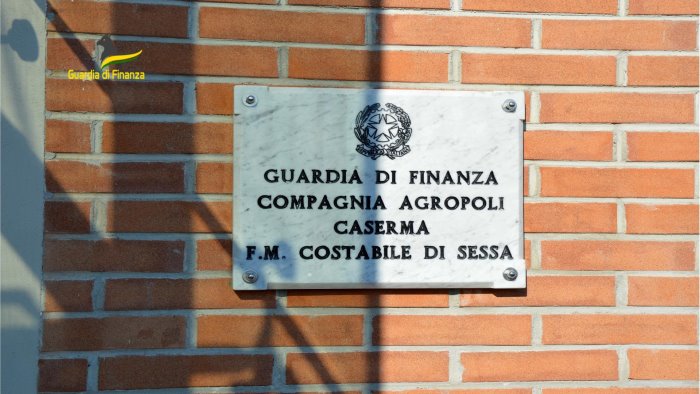 Guardia di Finanza
GUARDIA DI FINANZA
COMPAGNIA AGROPOLI
CASERMA
F.M. COSTABILE DI SESSA